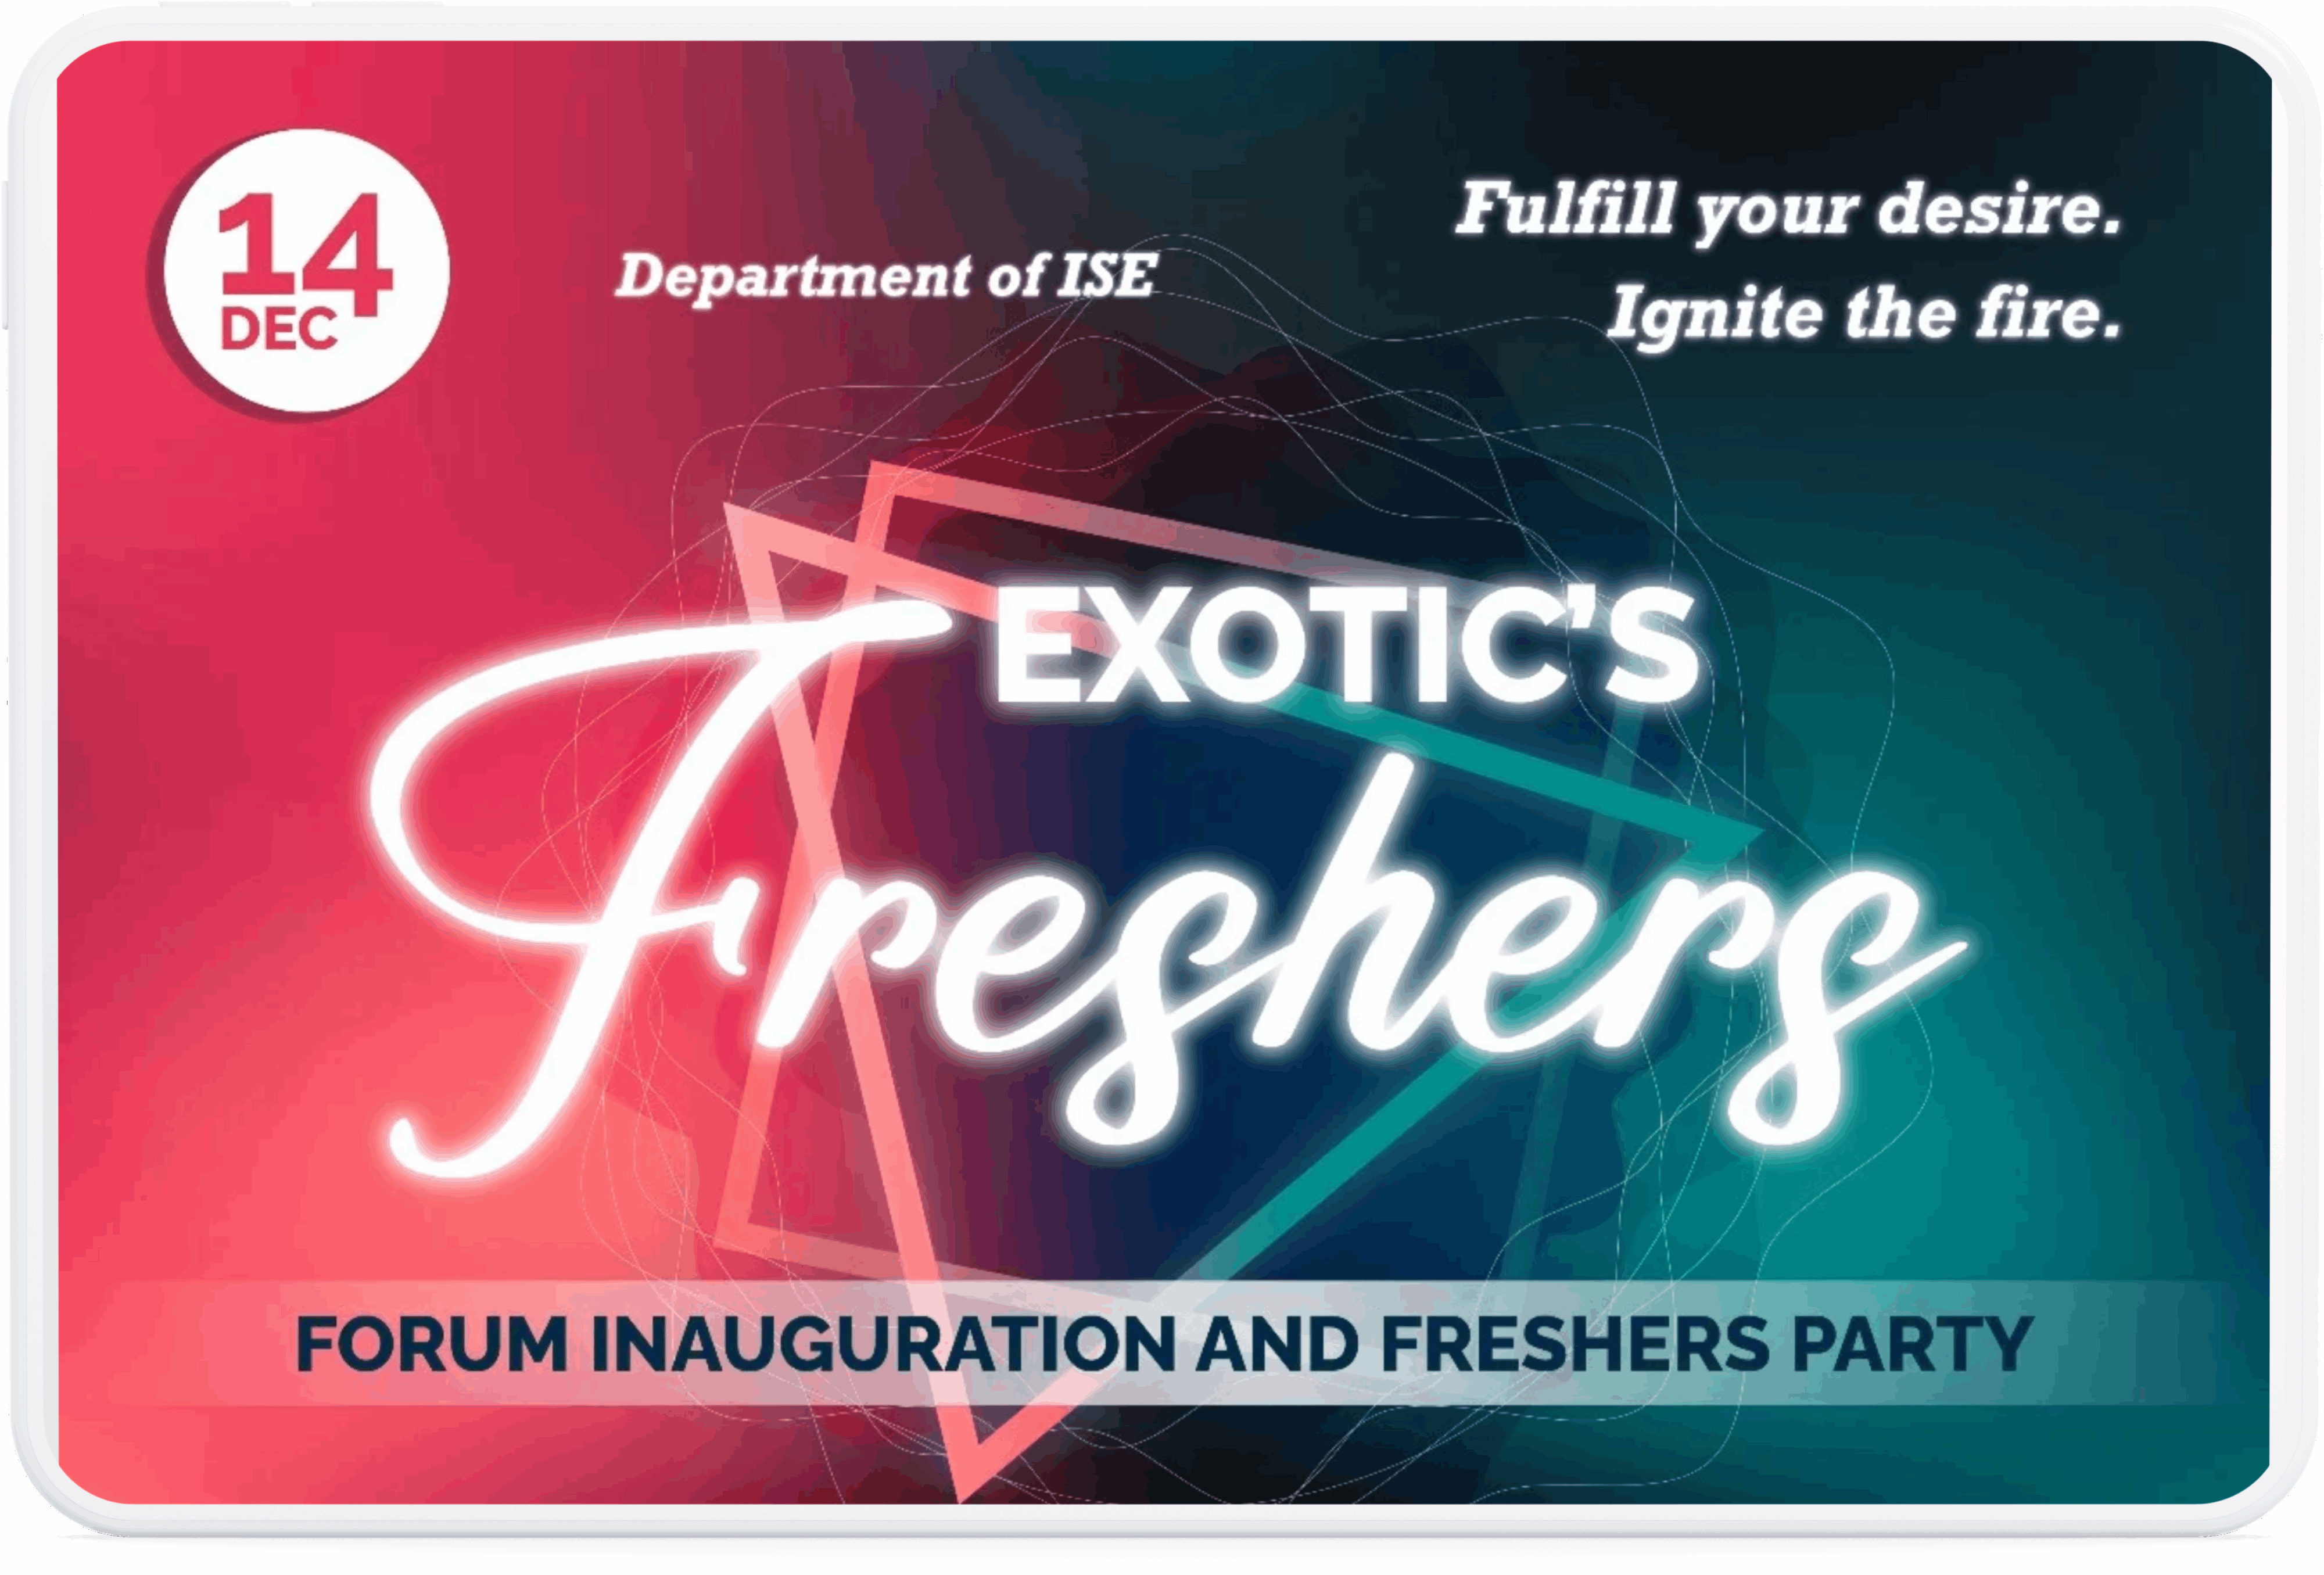 14
DEC
Department of ISE
Fulfill your desire.
Ignite the fire.
EXOTIC’S
Freshers
FORUM INAUGURATION AND FRESHERS PARTY